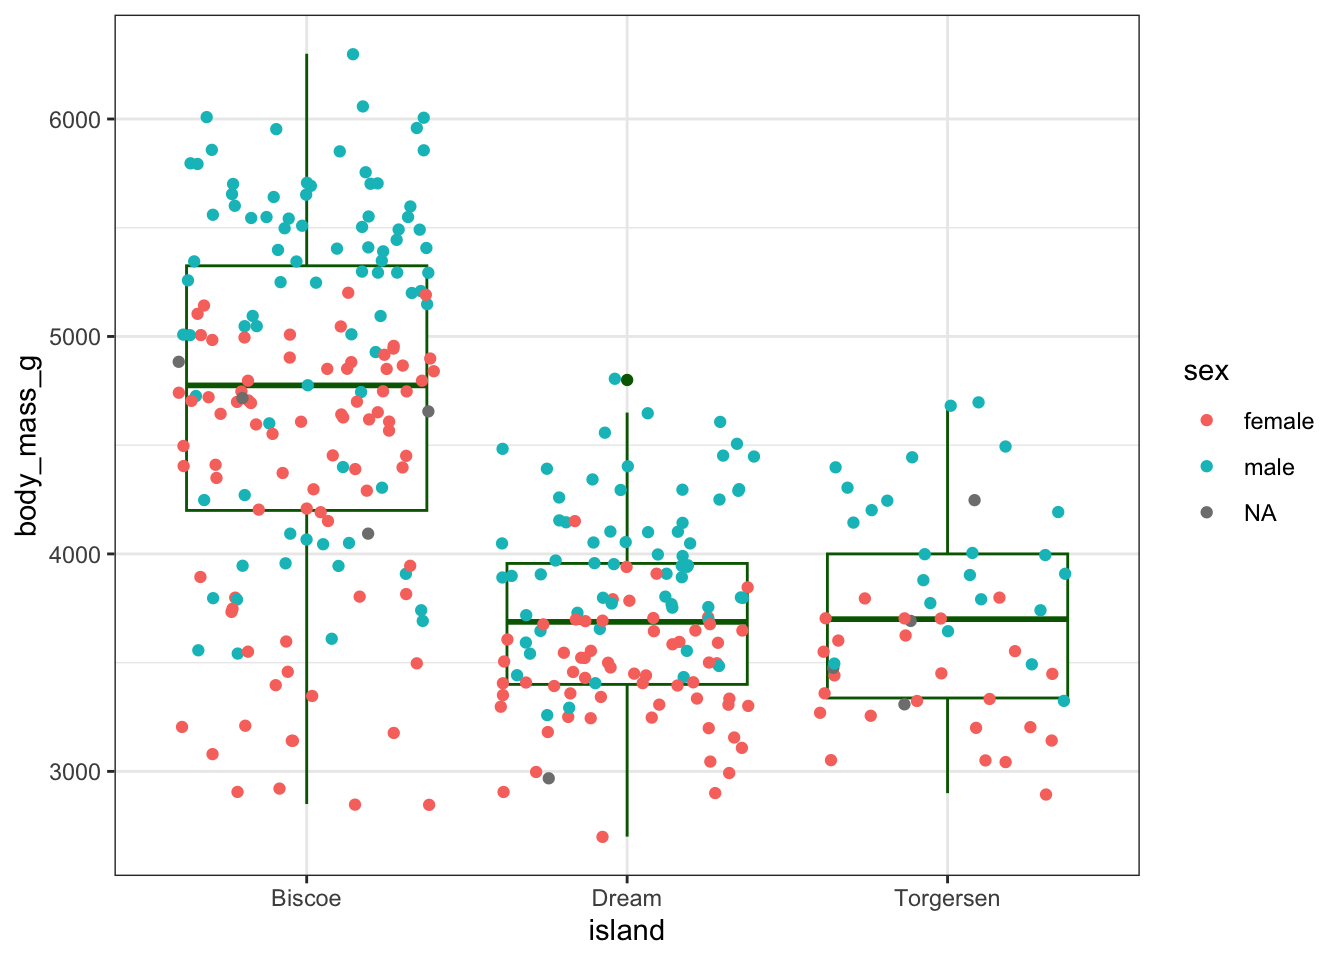 body_mass_g
6000
5000
4000
3000
Biscoe
Dream
Torgersen
island
sex
female
male
NA